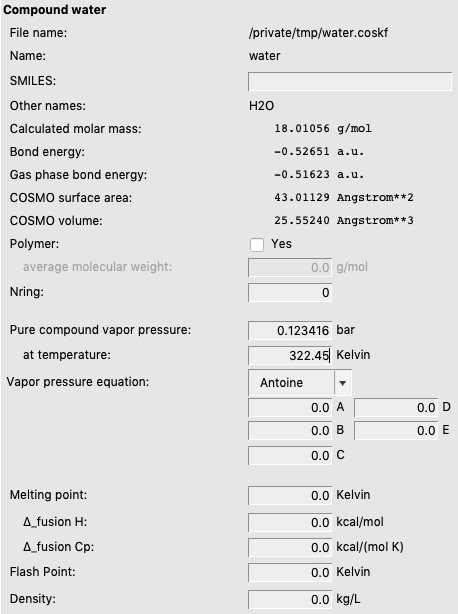 Compound water
File name: /private/tmp/water.coskf
Name: water
SMILES:
Other names: H2O
Calculated molar mass: 18.01056 g/mol
Bond energy: -0.52651 a.u.
Gas phase bond energy: -0.51623 a.u.
COSMO surface area: 43.01129 Angstrom**2
COSMO volume: 25.55240 Angstrom**3
Polymer: Yes
average molecular weight: 0.0 g/mol
Nring: 0
Pure compound vapor pressure: 0.123416 bar
at temperature: 322.45 Kelvin
Vapor pressure equation: Antoine
0.0 A 0.0 D
0.0 B 0.0 E
0.0 C
Melting point: 0.0 Kelvin
Δ_fusion H: 0.0 kcal/mol
Δ_fusion Cp: 0.0 kcal/(mol K)
Flash Point: 0.0 Kelvin
Density: 0.0 kg/L